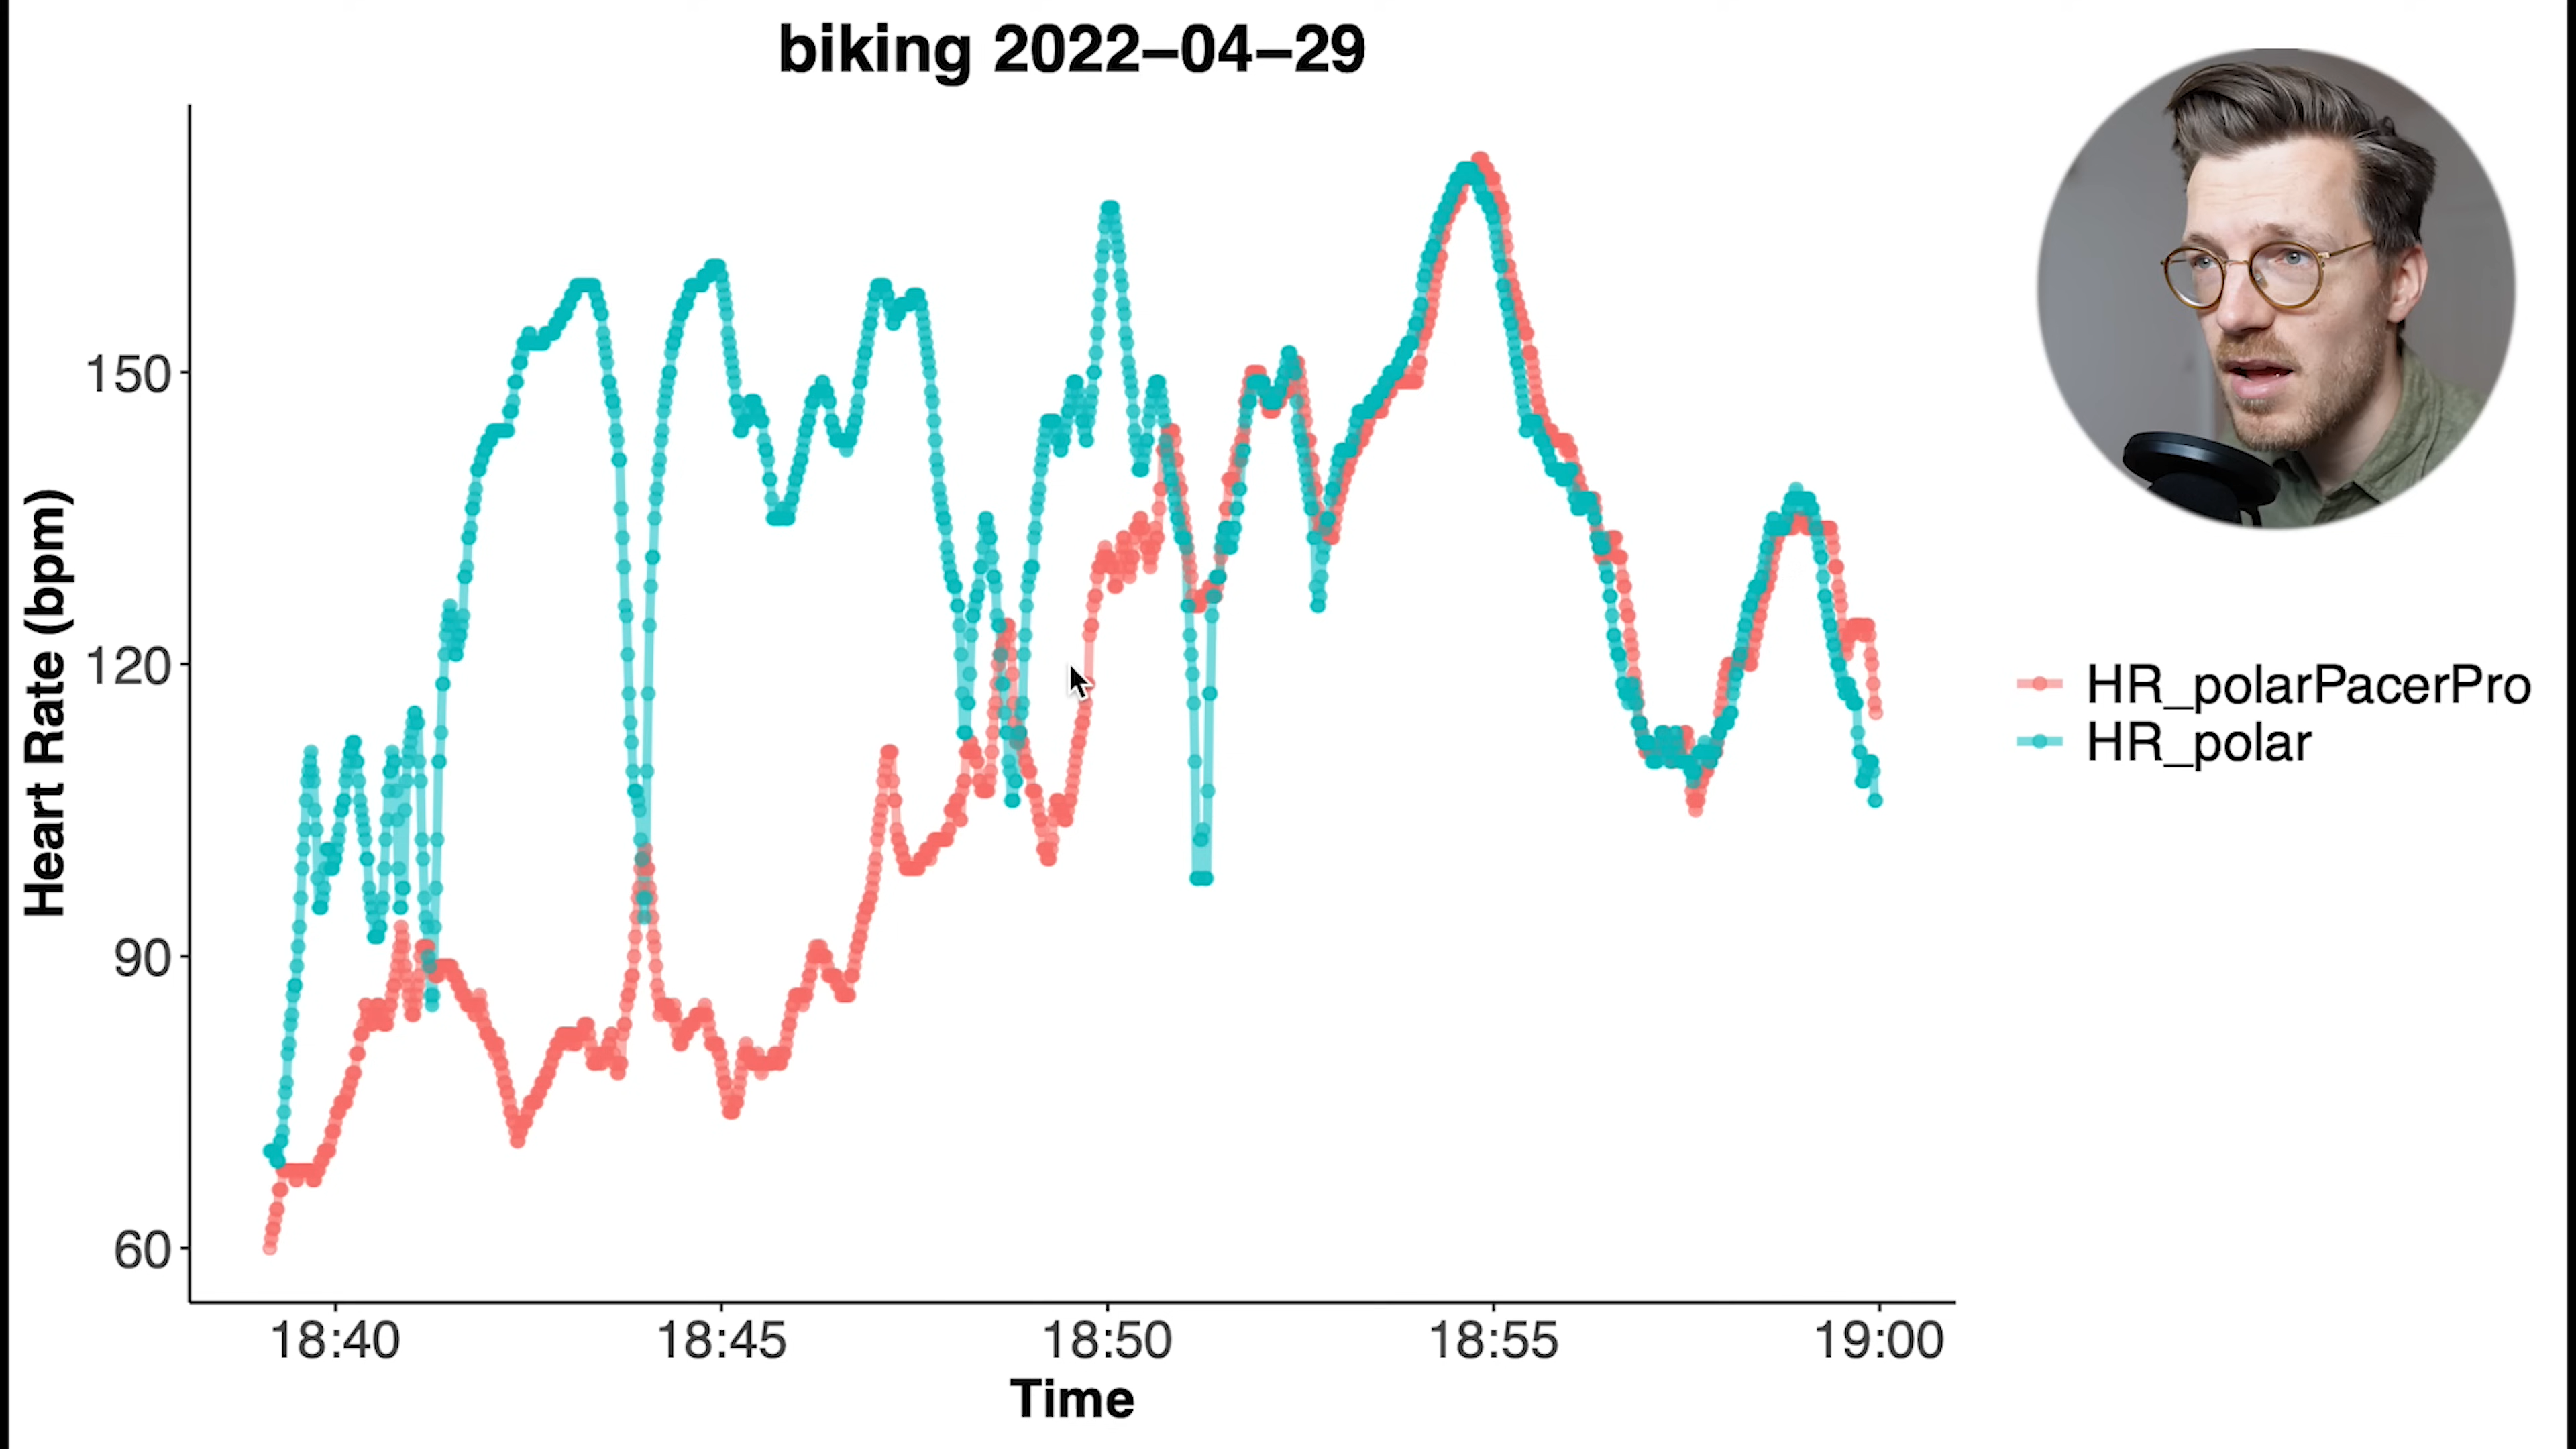 biking 2022–04–29
Heart Rate (bpm)
150
120
90
60
18:40
18:45
18:50
18:55
19:00
Time
HR_polarPacerPro
HR_polar